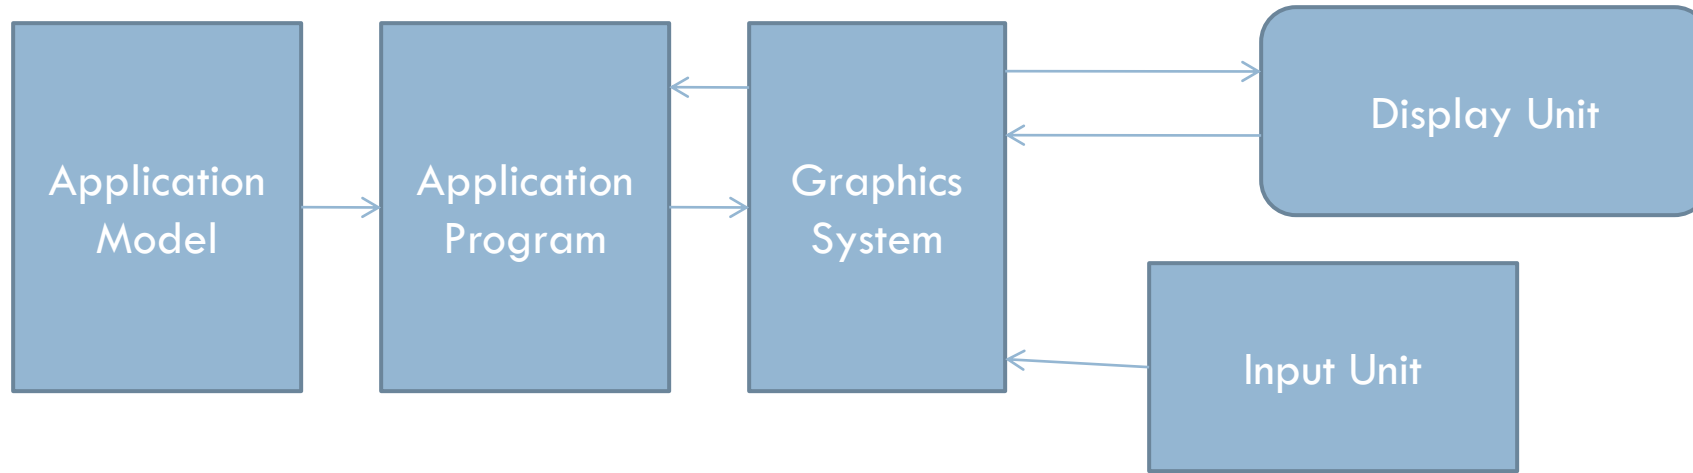 Application
Model
Application
Program
Graphics
System
Display Unit
Input Unit